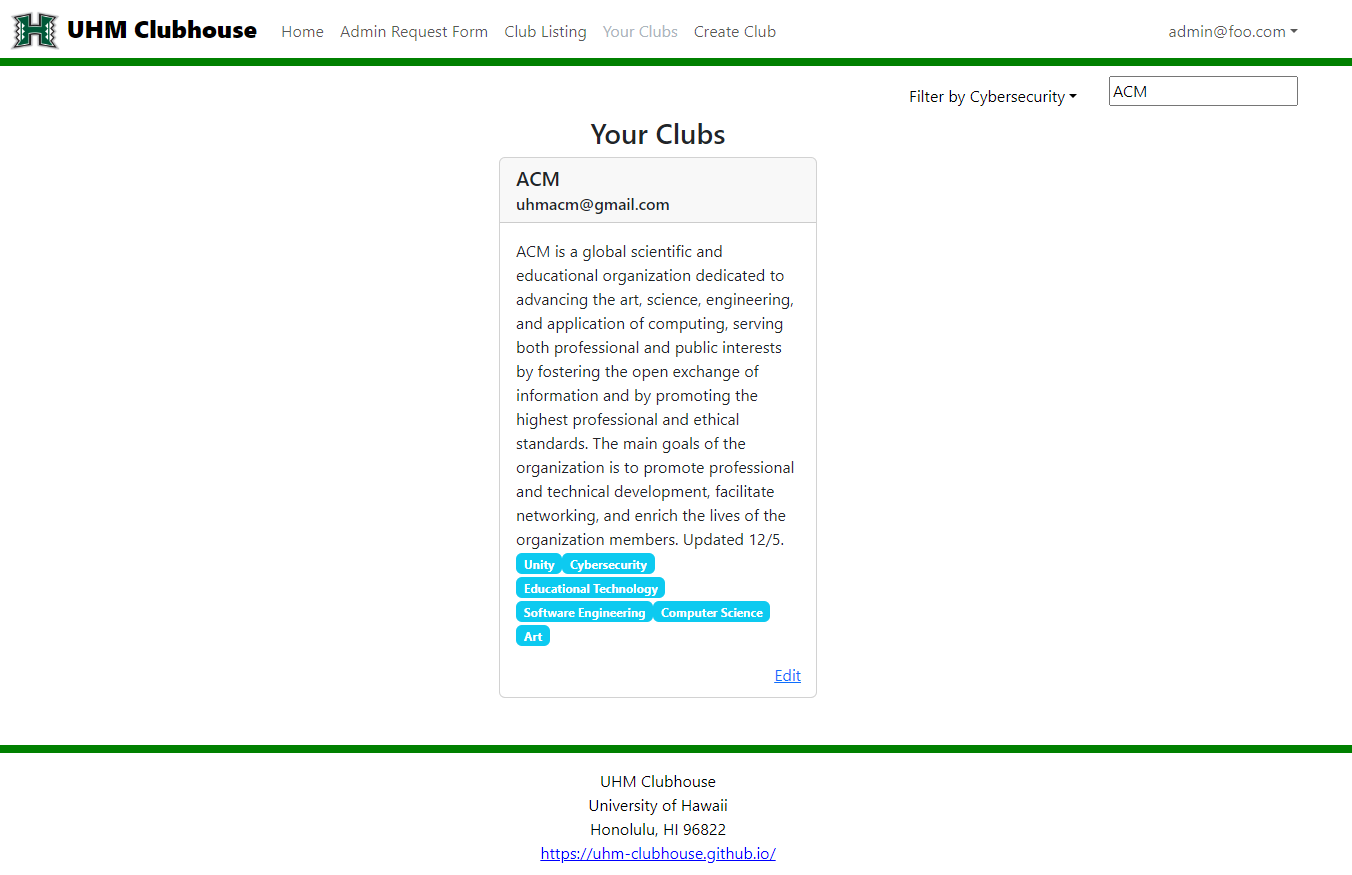 UHM Clubhouse Home Admin Request Form Club Listing Your Clubs Create Club admin@foo.com
Filter by Cybersecurity ACM
Your Clubs
ACM
uhmacm@gmail.com
ACM is a global scientific and
educational organization dedicated to
advancing the art, science, engineering,
and application of computing, serving
both professional and public interests
by fostering the open exchange of
information and by promoting the
highest professional and ethical
standards. The main goals of the
organization is to promote professional
and technical development, facilitate
networking, and enrich the lives of the
organization members. Updated 12/5.
Unity Cybersecurity
Educational Technology
Software Engineering Computer Science
Art
Edit
UHM Clubhouse
University of Hawaii
Honolulu, HI 96822
https://uhm-clubhouse.github.io/